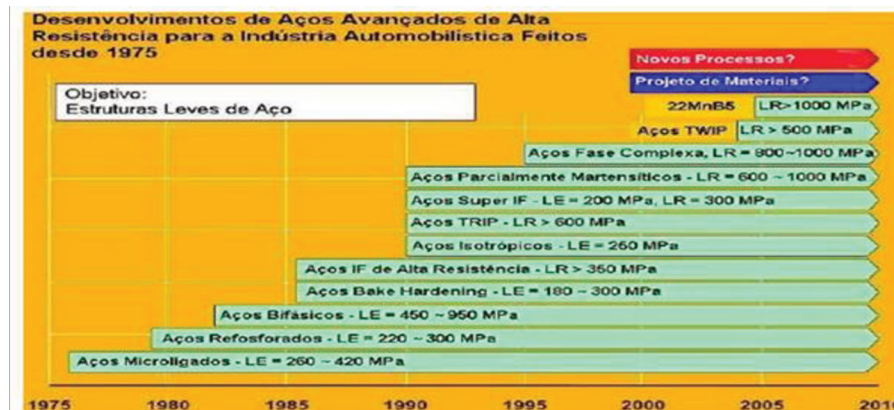 Desenvolvimentos de Aços Avançados de Alta
Resistência para a Indústria Automobilística Feitos
desde 1975
Novos Processos?
Projeto de Materiais?
Objetivo:
Estruturas Leves de Aço
22MnB5 LR>1000 MPa
Aços TWIP LR > 500 MPa
Aços Fase Complexa, LR = 800~1000 MPa
Aços Parcialmente Martensíticos - LR = 600 ~ 1000 MPa
Aços Super IF - LE = 200 MPa, LR = 300 MPa
Aços TRIP - LR > 600 MPa
Aços Isotrópicos - LE = 260 MPa
Aços IF de Alta Resistência - LR > 350 MPa
Aços Bake Hardening - LE = 180 ~ 300 MPa
Aços Bifásicos - LE = 450 ~ 950 MPa
Aços Refosforados - LE = 220 ~ 300 MPa
Aços Microligados - LE = 260 ~ 420 MPa
1975 1980 1985 1990 1995 2000 2005